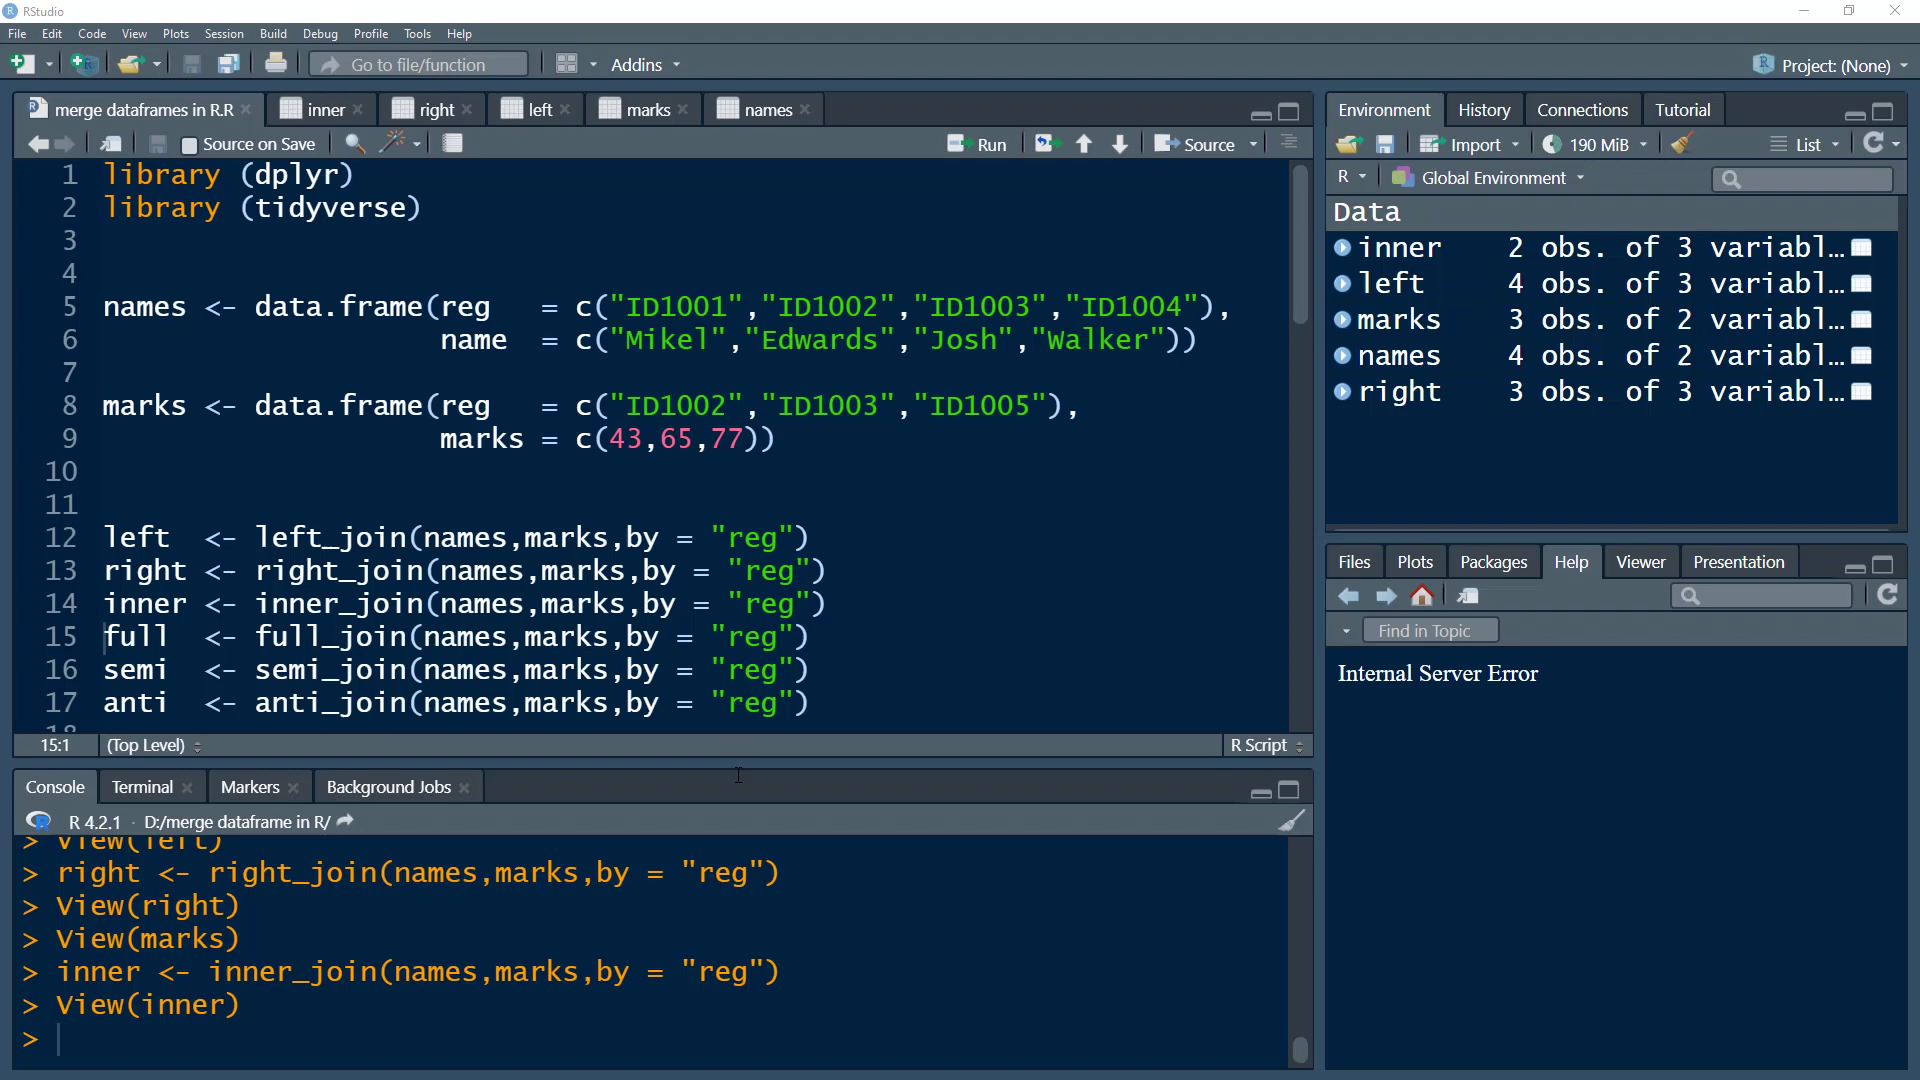 RStudio
File Edit Code View Plots Session Build Debug Profile Tools Help
Go to file/function Addins Project: (None)
merge dataframes in R.R inner right left marks names
Source on Save Run Source
1 library (dplyr)
2 library (tidyverse)
3
4
5 names <- data.frame(reg = c("ID1001","ID1002","ID1003","ID1004"),
6 name = c("Mikel","Edwards","Josh","Walker"))
7
8 marks <- data.frame(reg = c("ID1002","ID1003","ID1005"),
9 marks = c(43,65,77))
10
11
12 left <- left_join(names,marks,by = "reg")
13 right <- right_join(names,marks,by = "reg")
14 inner <- inner_join(names,marks,by = "reg")
15 full <- full_join(names,marks,by = "reg")
16 semi <- semi_join(names,marks,by = "reg")
17 anti <- anti_join(names,marks,by = "reg")
18
15:1 (Top Level) R Script
Console Terminal Markers Background Jobs
R 4.2.1 · D:/merge dataframe in R/
> View(left)
> right <- right_join(names,marks,by = "reg")
> View(right)
> View(marks)
> inner <- inner_join(names,marks,by = "reg")
> View(inner)
>
Environment History Connections Tutorial
Import 190 MiB List
R Global Environment
Data
inner 2 obs. of 3 variabl…
left 4 obs. of 3 variabl…
marks 3 obs. of 2 variabl…
names 4 obs. of 2 variabl…
right 3 obs. of 3 variabl…
Files Plots Packages Help Viewer Presentation
Find in Topic
Internal Server Error